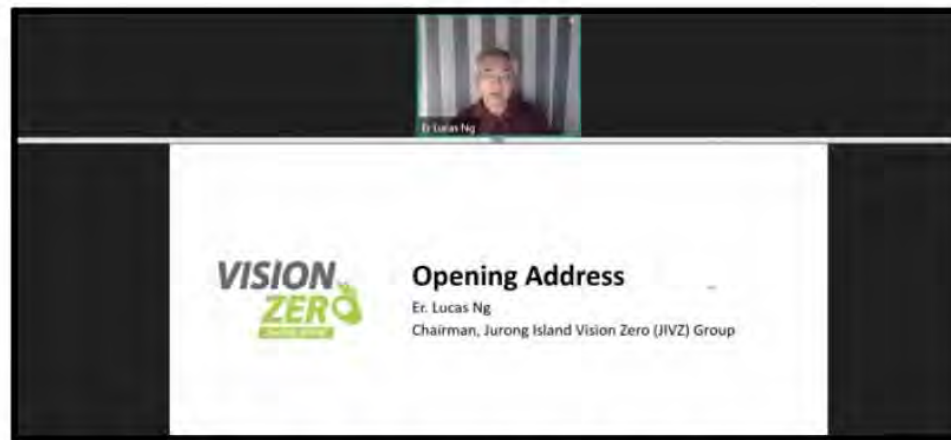 Er Lucas Ng
VISION
ZERO
Opening Address
Er. Lucas Ng
Chairman, Jurong Island Vision Zero (JIVZ) Group